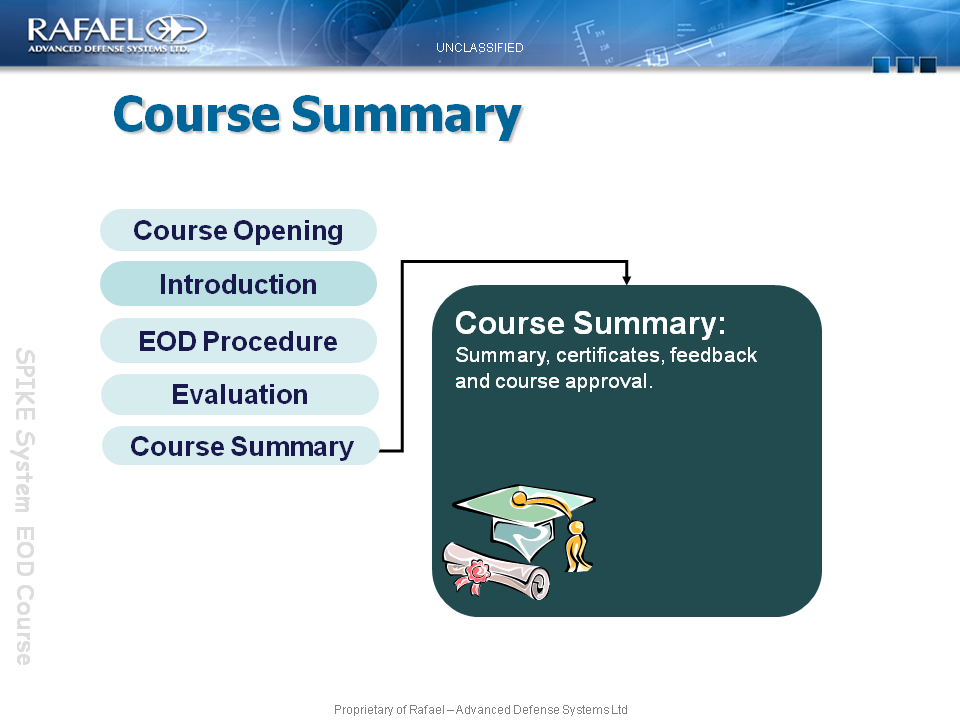 RAFAEL
ADVANCED DEFENSE SYSTEMS LTD.
UNCLASSIFIED
Course Summary
Course Opening
Introduction
EOD Procedure
Evaluation
Course Summary
Course Summary:
Summary, certificates, feedback
and course approval.
SPIKE System EOD Course
Proprietary of Rafael – Advanced Defense Systems Ltd